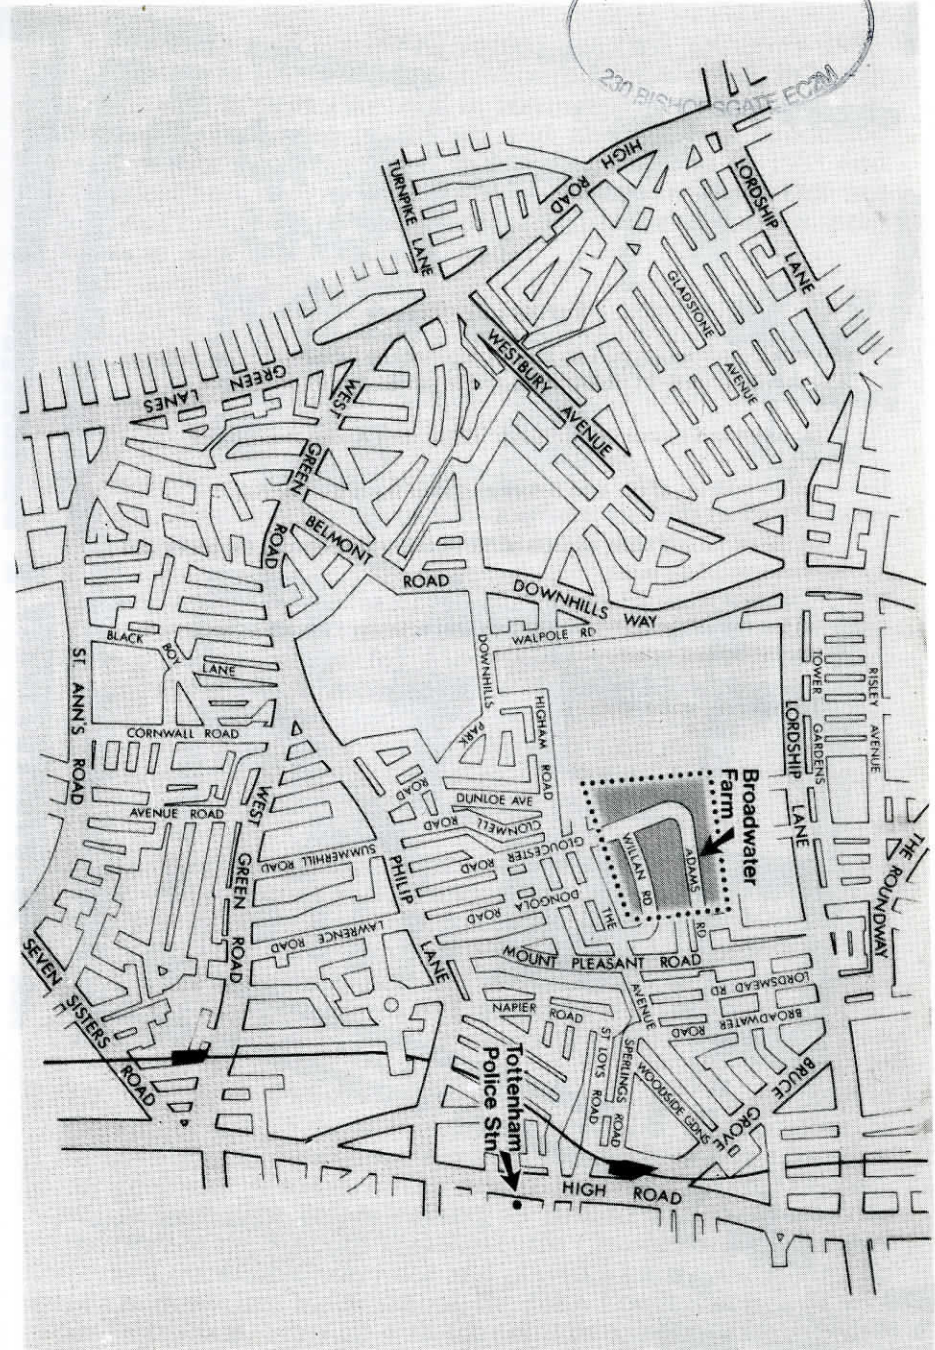 230 BISHOPSGATE EC2M
HIGH
ROAD
LORDSHIP
LANE
TURNPIKE LANE
GLADSTONE
AVENUE
WESTBURY AVENUE
GREEN
LANES
WEST
GREEN
ROAD
BELMONT
ROAD
DOWNHILLS
WAY
WALPOLE RD
BLACK
BOY
LANE
DOWNHILLS
PARK
ROAD
TOWER
GARDENS
RISLEY
AVENUE
ST. ANN'S ROAD
CORNWALL ROAD
HIGHAM
ROAD
LORDSHIP
LANE
Broadwater
Farm
DUNLOE AVE
AVENUE ROAD
WEST
GREEN
ROAD
CLONMELL
ROAD
SUMMERHILL ROAD
PHILIP
LANE
GLOUCESTER
ROAD
WILLAN RD
ADAMS
RD
THE ROUNDWAY
DONGOLA
ROAD
THE
AVENUE
LAWRENCE ROAD
MOUNT PLEASANT ROAD
LORDSMEAD RD
SEVEN
SISTERS
ROAD
NAPIER ROAD
BROADWATER
ROAD
ST LOYS ROAD
SPERLINGS ROAD
WOODSIDE GDNS
BRUCE
GROVE
Tottenham
Police Stn.
HIGH ROAD